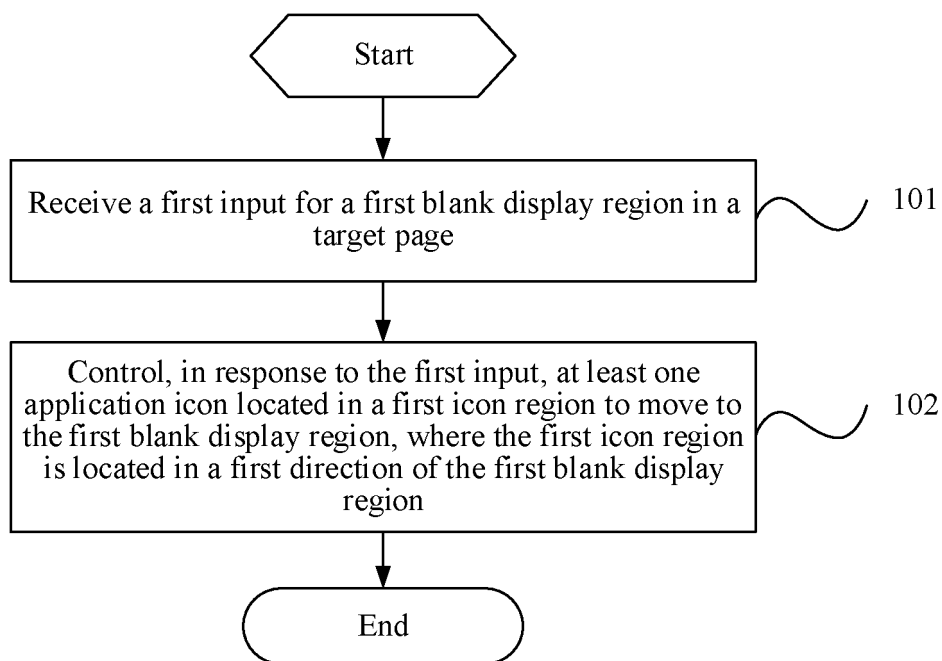 Start
Receive a first input for a first blank display region in a
target page
101
Control, in response to the first input, at least one
application icon located in a first icon region to move to
the first blank display region, where the first icon region
is located in a first direction of the first blank display
region
102
End